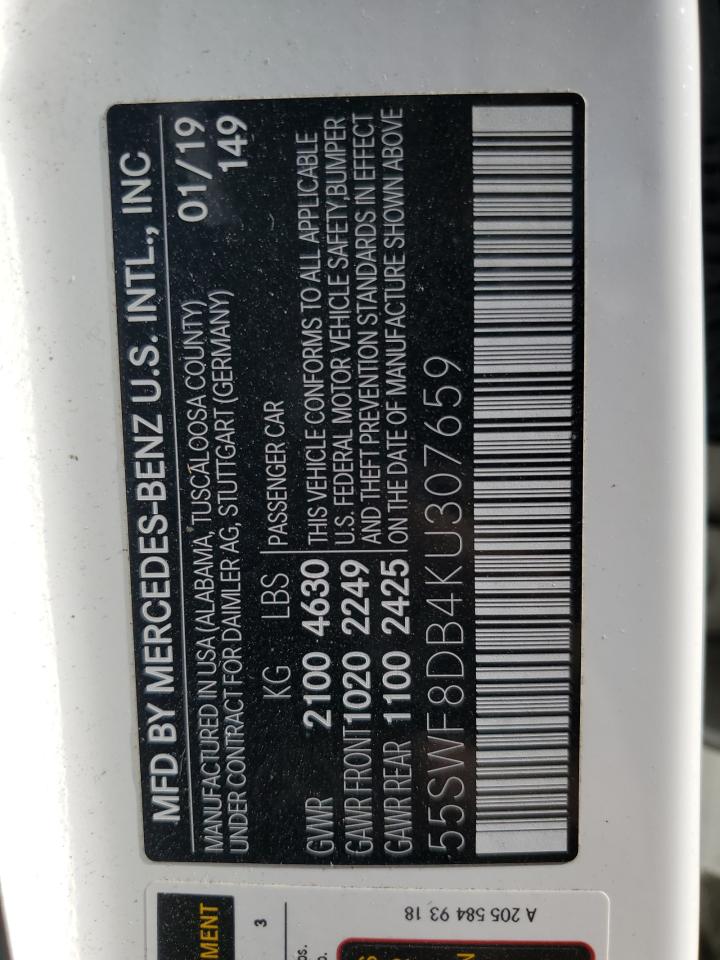 MFD BY MERCEDES-BENZ U.S. INTL., INC
MANUFACTURED IN USA (ALABAMA, TUSCALOOSA COUNTY) 01/19
UNDER CONTRACT FOR DAIMLER AG, STUTTGART (GERMANY) 149
KG LBS PASSENGER CAR
GVWR 2100 4630 THIS VEHICLE CONFORMS TO ALL APPLICABLE
U.S. FEDERAL MOTOR VEHICLE SAFETY,BUMPER
GAWR FRONT 1020 2249 AND THEFT PREVENTION STANDARDS IN EFFECT
GAWR REAR 1100 2425 ON THE DATE OF MANUFACTURE SHOWN ABOVE
55SWF8DB4KU307659
A 205 584 93 18
3